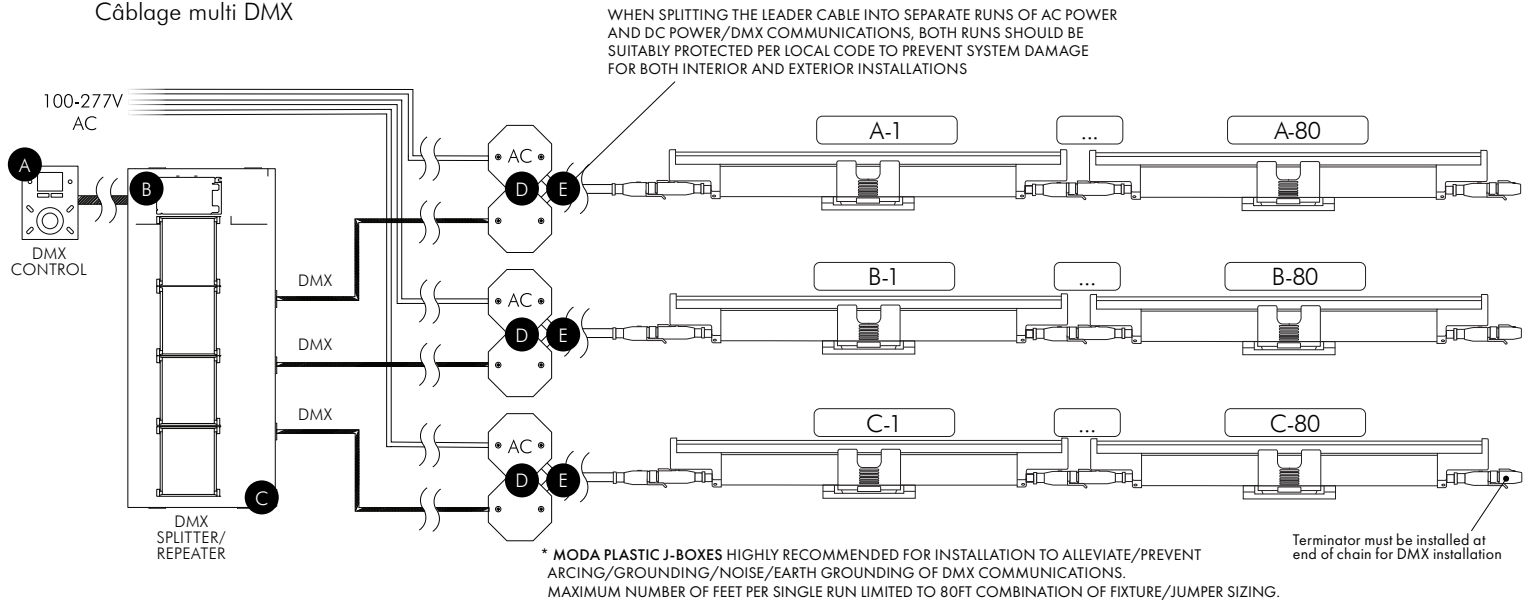 Câblage multi DMX
WHEN SPLITTING THE LEADER CABLE INTO SEPARATE RUNS OF AC POWER
AND DC POWER/DMX COMMUNICATIONS, BOTH RUNS SHOULD BE
SUITABLY PROTECTED PER LOCAL CODE TO PREVENT SYSTEM DAMAGE
FOR BOTH INTERIOR AND EXTERIOR INSTALLATIONS
100-277V
AC
A
DMX
CONTROL
B
C
DMX
SPLITTER/
REPEATER
DMX
DMX
DMX
AC
D
E
A-1
...
A-80
AC
D
E
B-1
...
B-80
AC
D
E
C-1
...
C-80
Terminator must be installed at
end of chain for DMX installation
* MODA PLASTIC J-BOXES HIGHLY RECOMMENDED FOR INSTALLATION TO ALLEVIATE/PREVENT
ARCING/GROUNDING/NOISE/EARTH GROUNDING OF DMX COMMUNICATIONS.
MAXIMUM NUMBER OF FEET PER SINGLE RUN LIMITED TO 80FT COMBINATION OF FIXTURE/JUMPER SIZING.